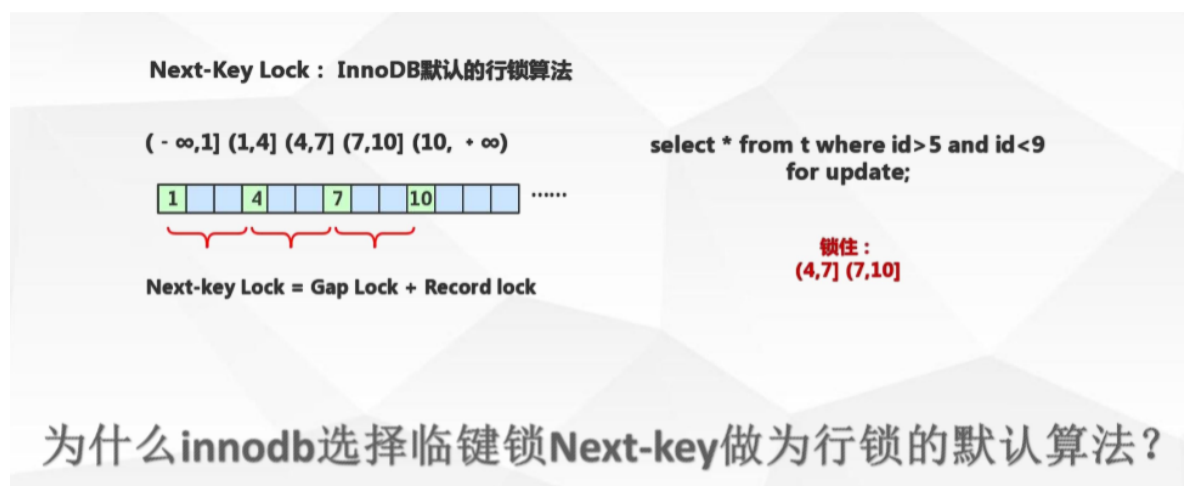 Next-Key Lock： InnoDB默认的行锁算法
( - ∞,1] (1,4] (4,7] (7,10] (10, + ∞)
1 4 7 10 ……
Next-key Lock = Gap Lock + Record lock
select * from t where id>5 and id<9
for update;
锁住：
(4,7] (7,10]
为什么innodb选择临键锁Next-key做为行锁的默认算法？